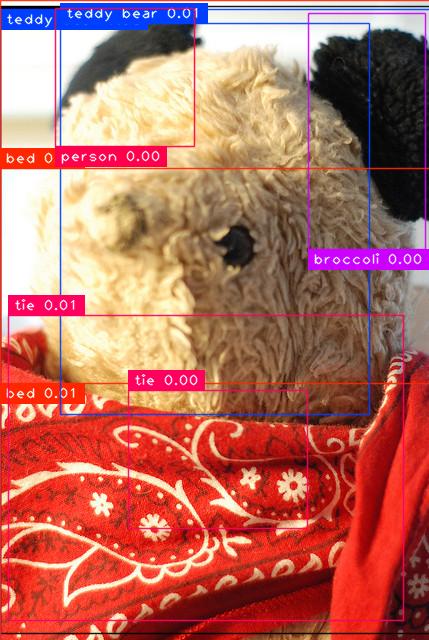 teddy
teddy bear 0.01
bed 0
person 0.00
broccoli 0.00
tie 0.01
tie 0.00
bed 0.01